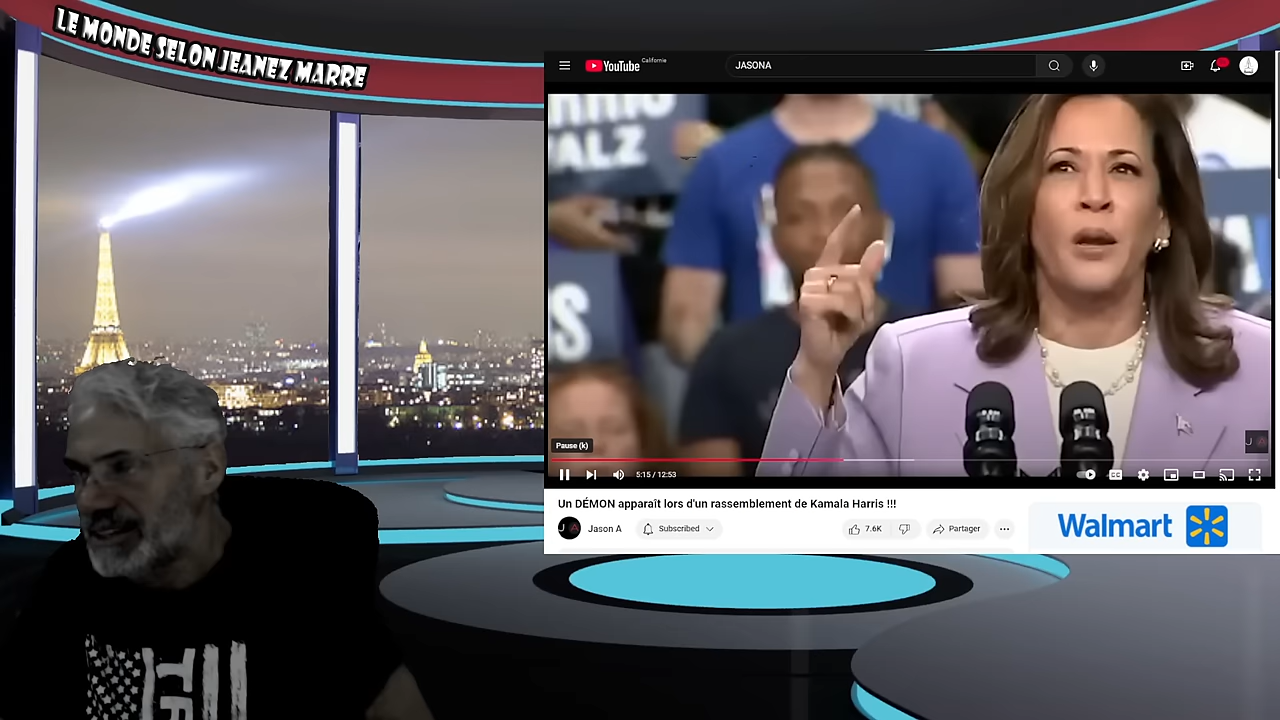 LE MONDE SELON JEANEZ MARRE
YouTube
Californie
JASONA
WALZ
Pause (k)
5:15 / 12:53
Un DÉMON apparaît lors d'un rassemblement de Kamala Harris !!!
Jason A
Subscribed
7.6K
Partager
Walmart